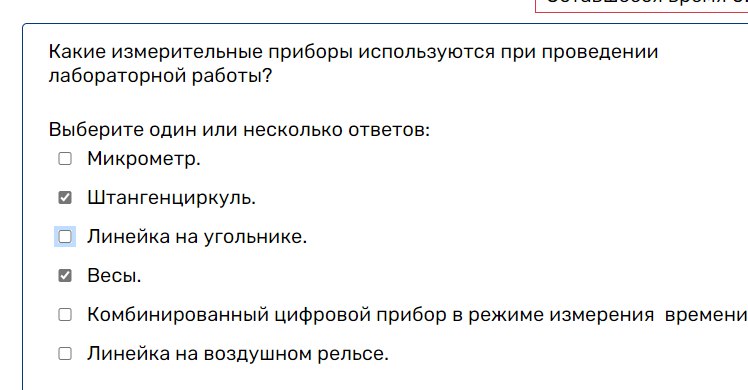 Какие измерительные приборы используются при проведении
лабораторной работы?
Выберите один или несколько ответов:
Микрометр.
Штангенциркуль.
Линейка на угольнике.
Весы.
Комбинированный цифровой прибор в режиме измерения времени
Линейка на воздушном рельсе.